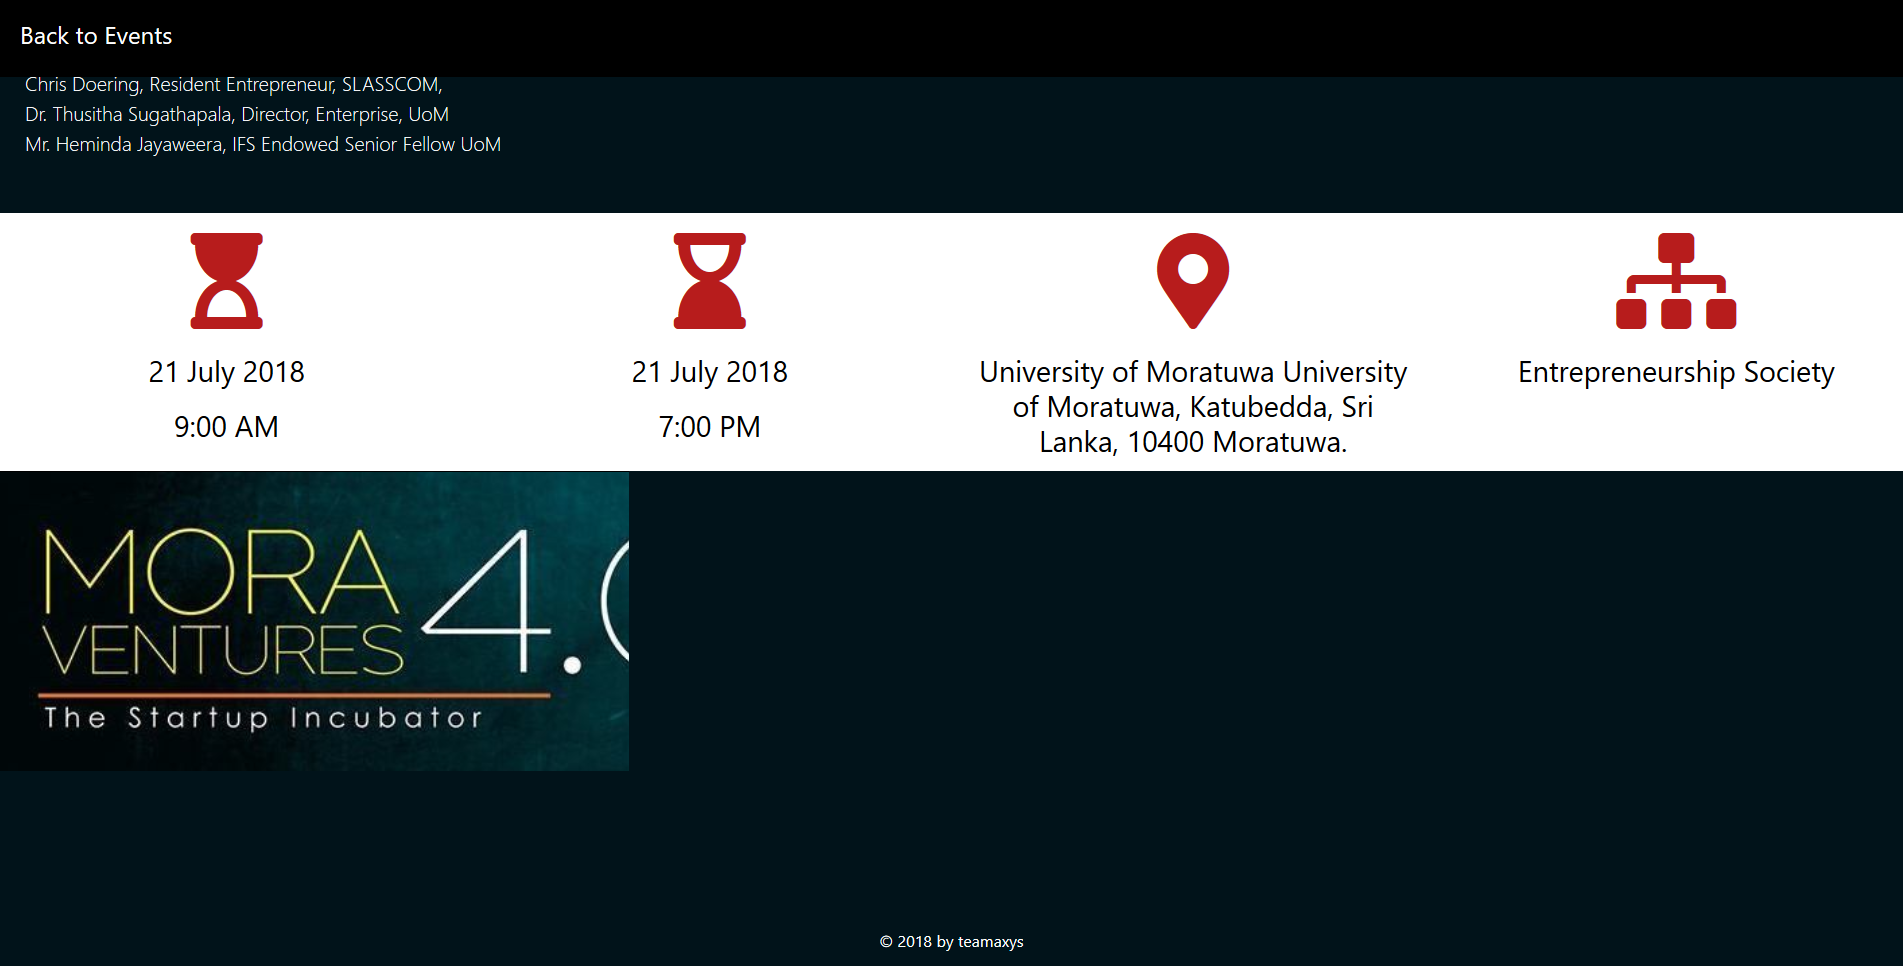 Back to Events
Chris Doering, Resident Entrepreneur, SLASSCOM,
Dr. Thusitha Sugathapala, Director, Enterprise, UoM
Mr. Heminda Jayaweera, IFS Endowed Senior Fellow UoM
21 July 2018
9:00 AM
21 July 2018
7:00 PM
University of Moratuwa University
of Moratuwa, Katubedda, Sri
Lanka, 10400 Moratuwa.
Entrepreneurship Society
MORA
VENTURES
4.
The Startup Incubator
© 2018 by teamaxys